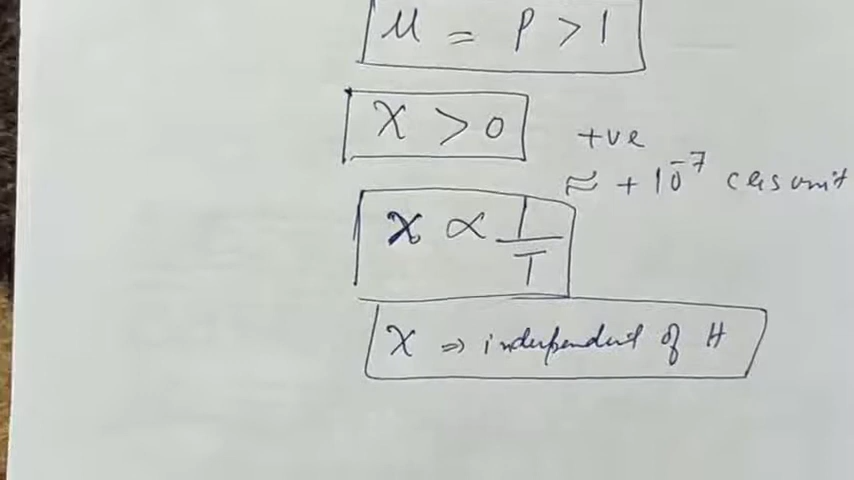 μ = P > 1
χ > 0
+ve
≈ + 10⁻⁷ cgs unit
χ ∝ 1/T
χ ⇒ independent of H